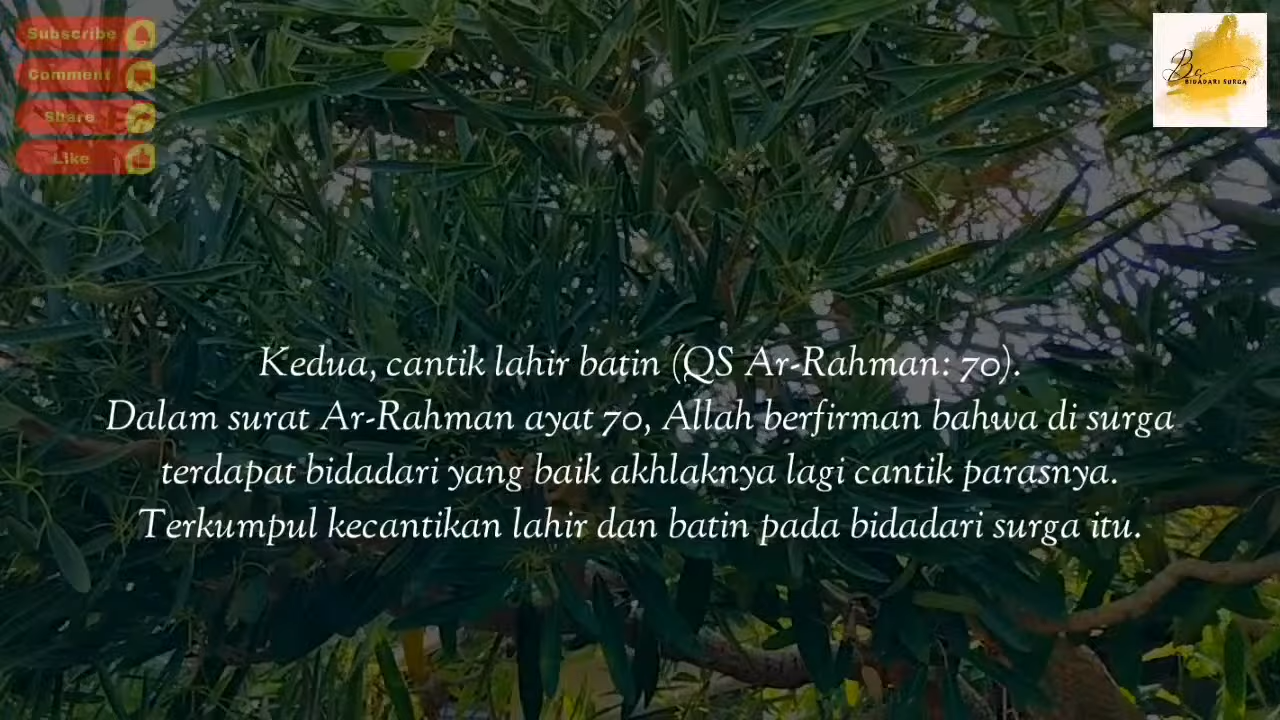 Subscribe
Comment
Share
Like
Bs
BIDADARI SURGA
Kedua, cantik lahir batin (QS Ar-Rahman: 70).
Dalam surat Ar-Rahman ayat 70, Allah berfirman bahwa di surga
terdapat bidadari yang baik akhlaknya lagi cantik parasnya.
Terkumpul kecantikan lahir dan batin pada bidadari surga itu.